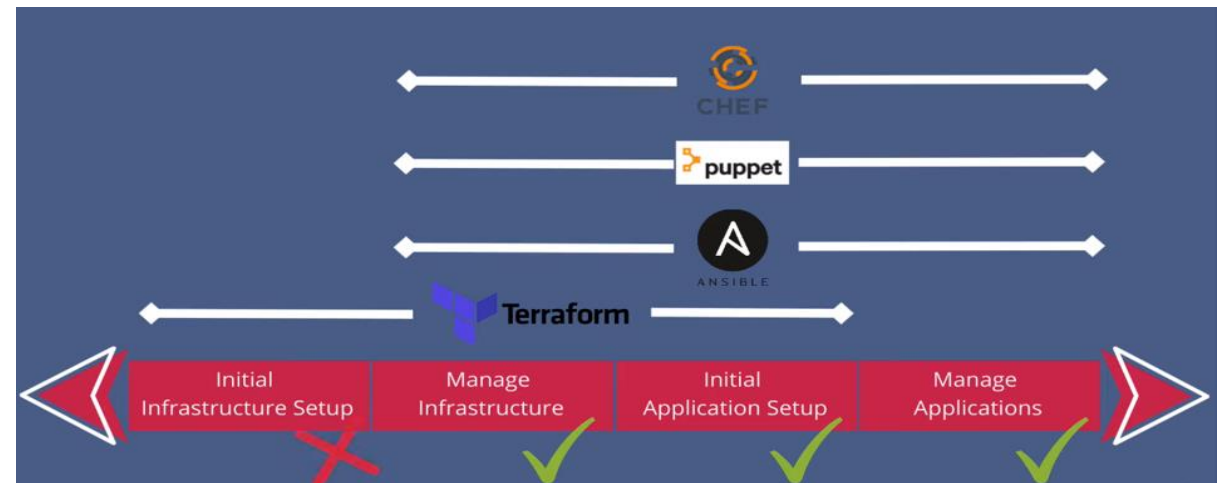 CHEF
puppet
ANSIBLE
Terraform
Initial
Infrastructure Setup
Manage
Infrastructure
Initial
Application Setup
Manage
Applications